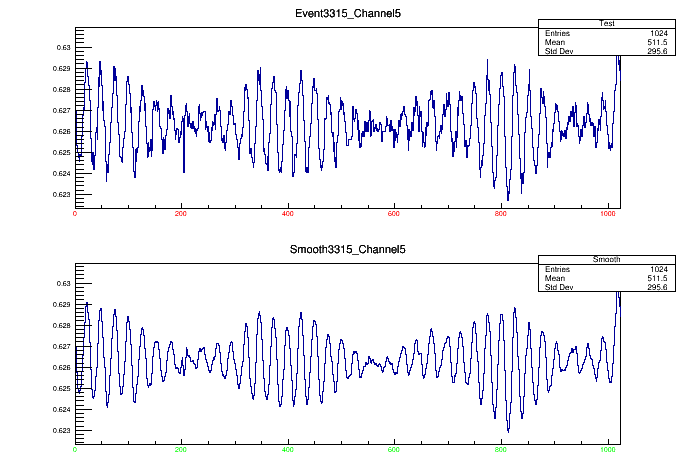 Event3315_Channel5
Test
Entries 1024
Mean 511.5
Std Dev 295.6
0.63
0.629
0.628
0.627
0.626
0.625
0.624
0.623
0 200 400 600 800 1000
Smooth3315_Channel5
Smooth
Entries 1024
Mean 511.5
Std Dev 295.6
0.63
0.629
0.628
0.627
0.626
0.625
0.624
0.623
0 200 400 600 800 1000